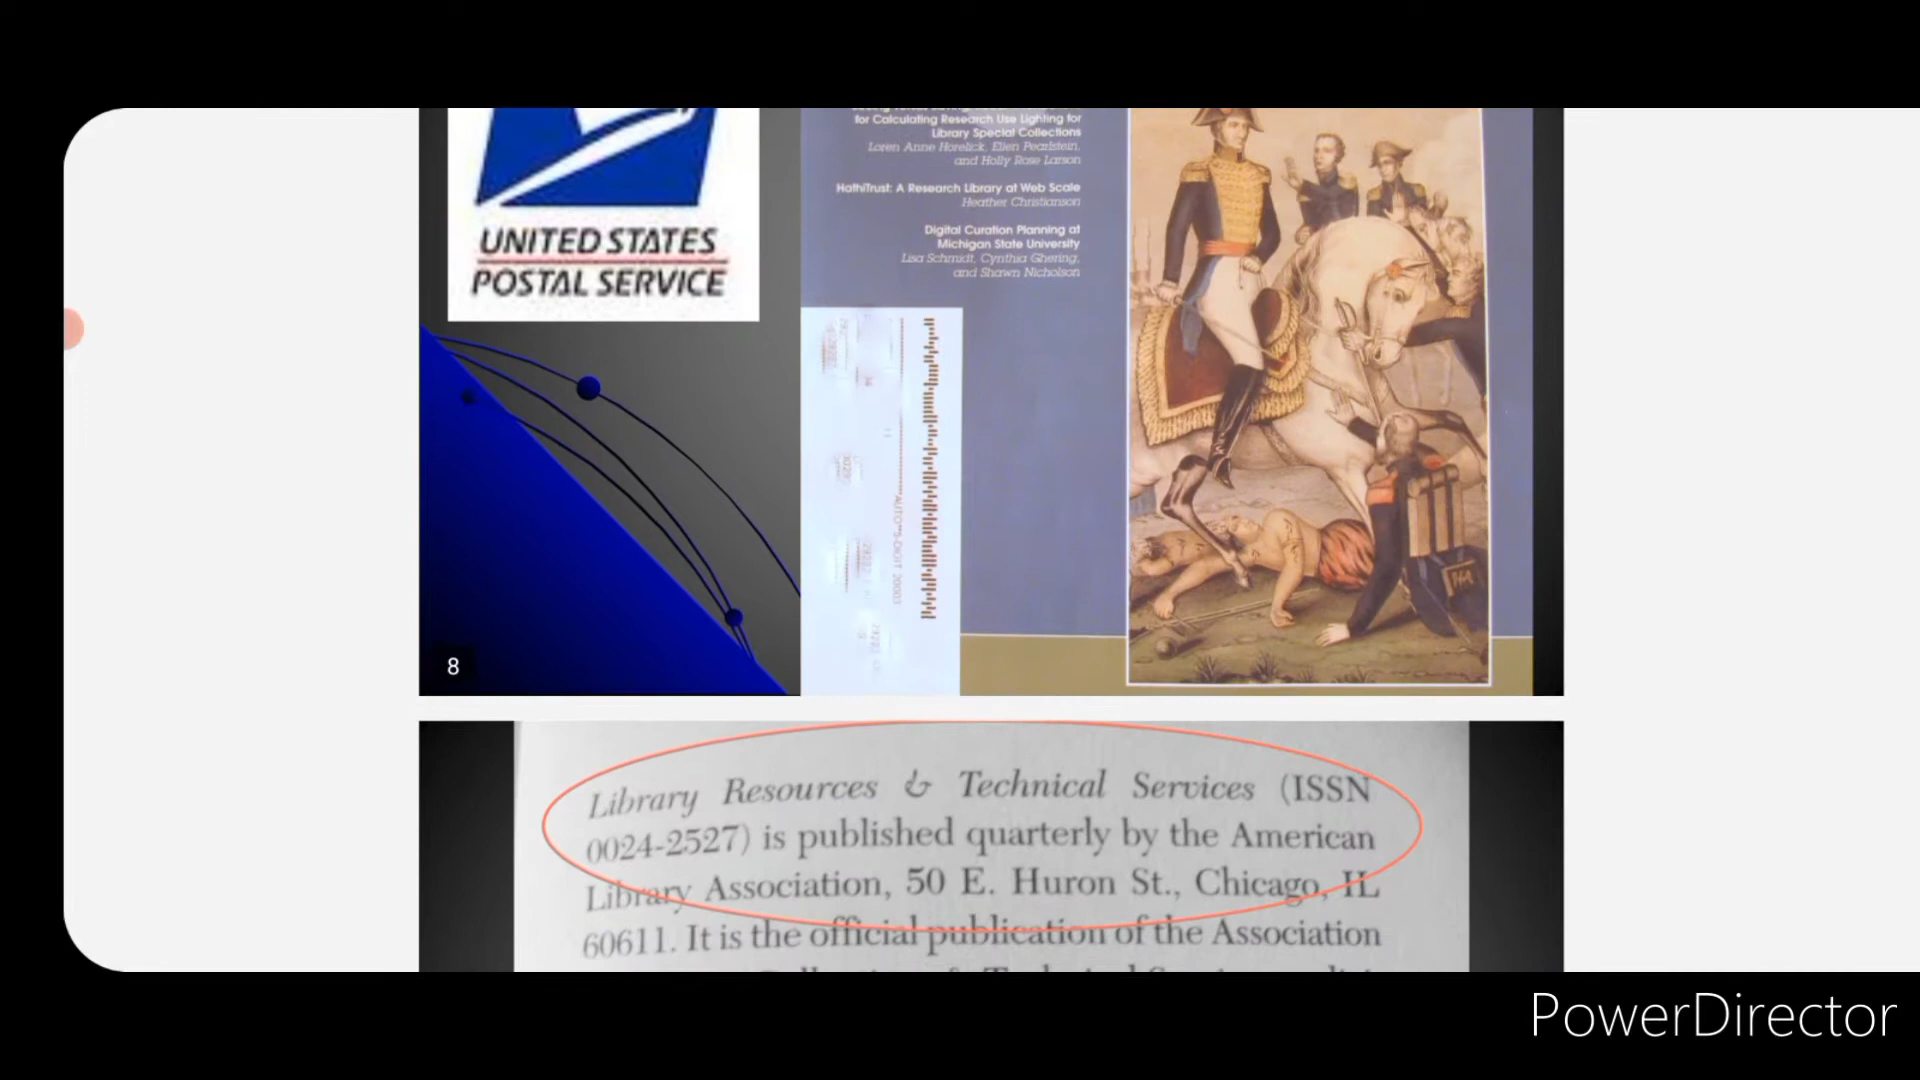 UNITED STATES
POSTAL SERVICE
8
for Calculating Research Use Lighting for
Library Special Collections
Loren Anne Horelick, Ellen Pearlstein,
and Holly Rose Larson
HathiTrust: A Research Library at Web Scale
Heather Christianson
Digital Curation Planning at
Michigan State University
Lisa Schmidt, Cynthia Ghering,
and Shawn Nicholson
Library Resources & Technical Services (ISSN
0024-2527) is published quarterly by the American
Library Association, 50 E. Huron St., Chicago, IL
60611. It is the official publication of the Association
PowerDirector